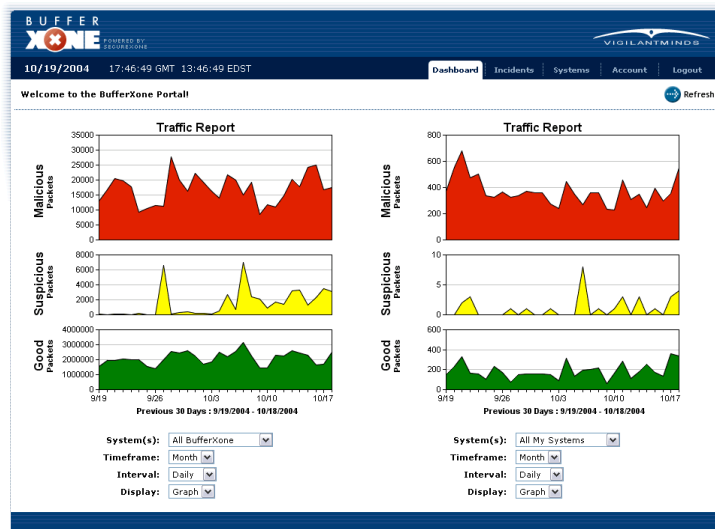 BUFFER
XONE
POWERED BY
SECUREXONE
VIGILANTMINDS
10/19/2004 17:46:49 GMT 13:46:49 EDST
Dashboard Incidents Systems Account Logout
Welcome to the BufferXone Portal!
Refresh
Traffic Report
Malicious
Packets
35000
30000
25000
20000
15000
10000
5000
0
Suspicious
Packets
8000
6000
4000
2000
0
Good
Packets
4000000
3000000
2000000
1000000
0
9/19 9/26 10/3 10/10 10/17
Previous 30 Days : 9/19/2004 - 10/18/2004
System(s): All BufferXone
Timeframe: Month
Interval: Daily
Display: Graph
Traffic Report
Malicious
Packets
800
600
400
200
0
Suspicious
Packets
10
5
0
Good
Packets
600
400
200
0
9/19 9/26 10/3 10/10 10/17
Previous 30 Days : 9/19/2004 - 10/18/2004
System(s): All My Systems
Timeframe: Month
Interval: Daily
Display: Graph